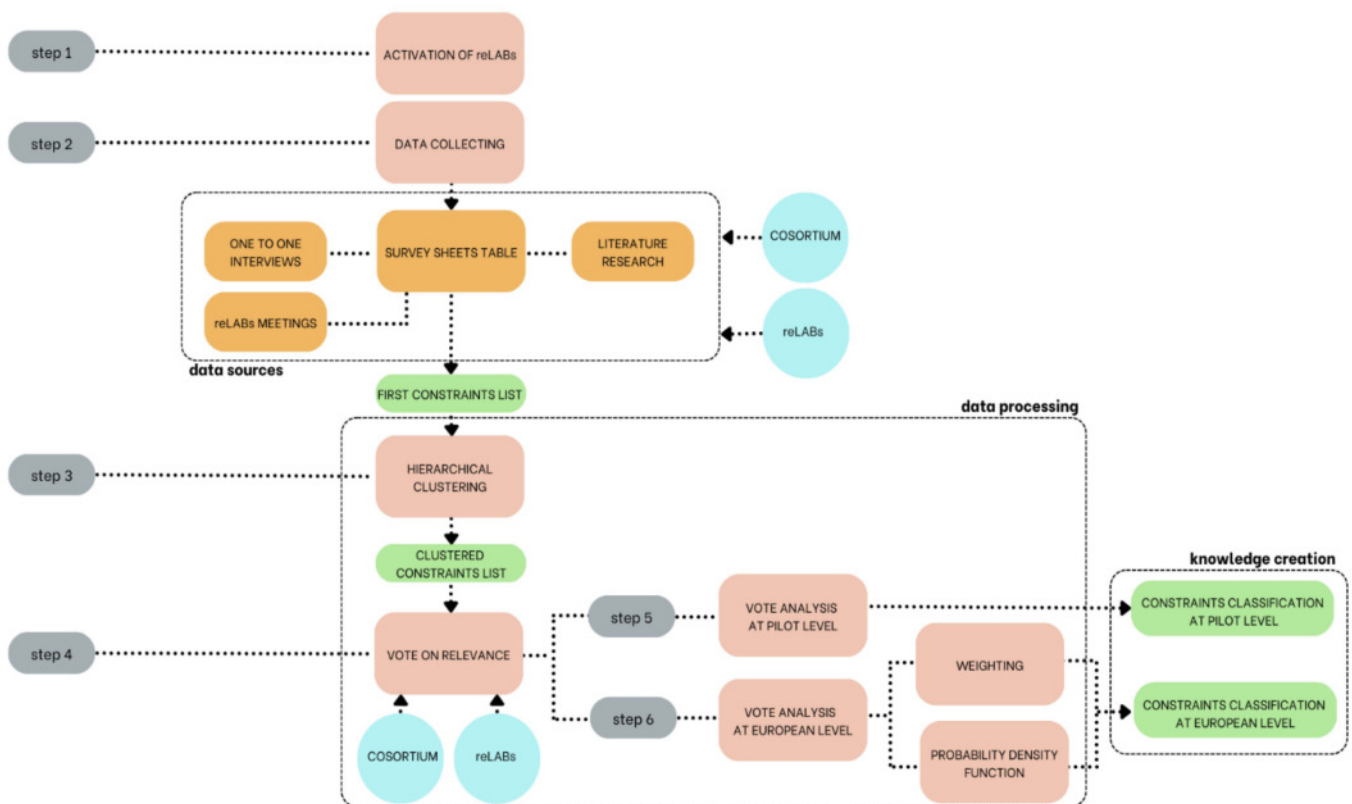 step 1
ACTIVATION OF reLABs
step 2
DATA COLLECTING
ONE TO ONE
INTERVIEWS
SURVEY SHEETS TABLE
LITERATURE
RESEARCH
COSORTIUM
reLABs MEETINGS
reLABs
data sources
FIRST CONSTRAINTS LIST
data processing
step 3
HIERARCHICAL
CLUSTERING
CLUSTERED
CONSTRAINTS LIST
knowledge creation
step 4
VOTE ON RELEVANCE
step 5
VOTE ANALYSIS
AT PILOT LEVEL
CONSTRAINTS CLASSIFICATION
AT PILOT LEVEL
WEIGHTING
step 6
VOTE ANALYSIS
AT EUROPEAN LEVEL
CONSTRAINTS CLASSIFICATION
AT EUROPEAN LEVEL
PROBABILITY DENSITY
FUNCTION
COSORTIUM
reLABs